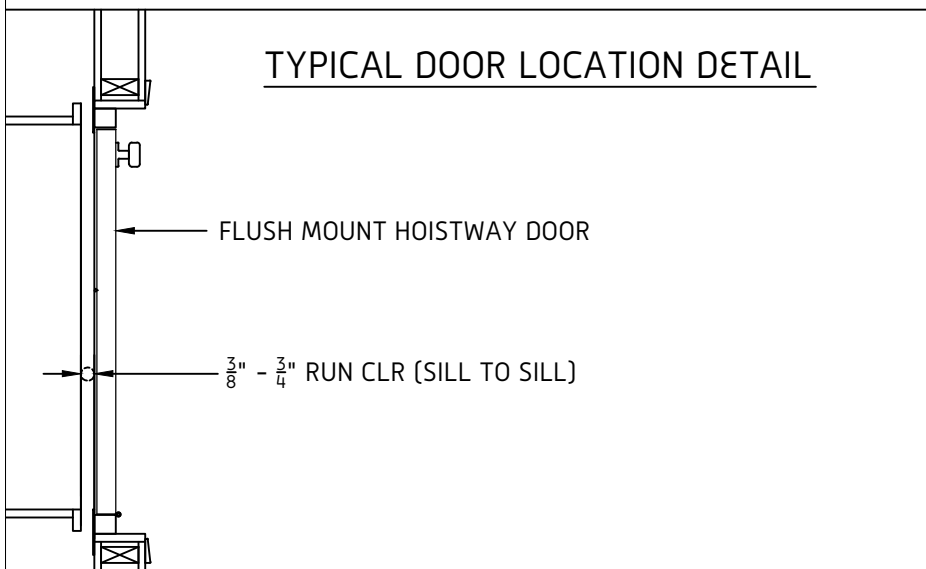 TYPICAL DOOR LOCATION DETAIL
FLUSH MOUNT HOISTWAY DOOR
3/8" - 3/4" RUN CLR (SILL TO SILL)